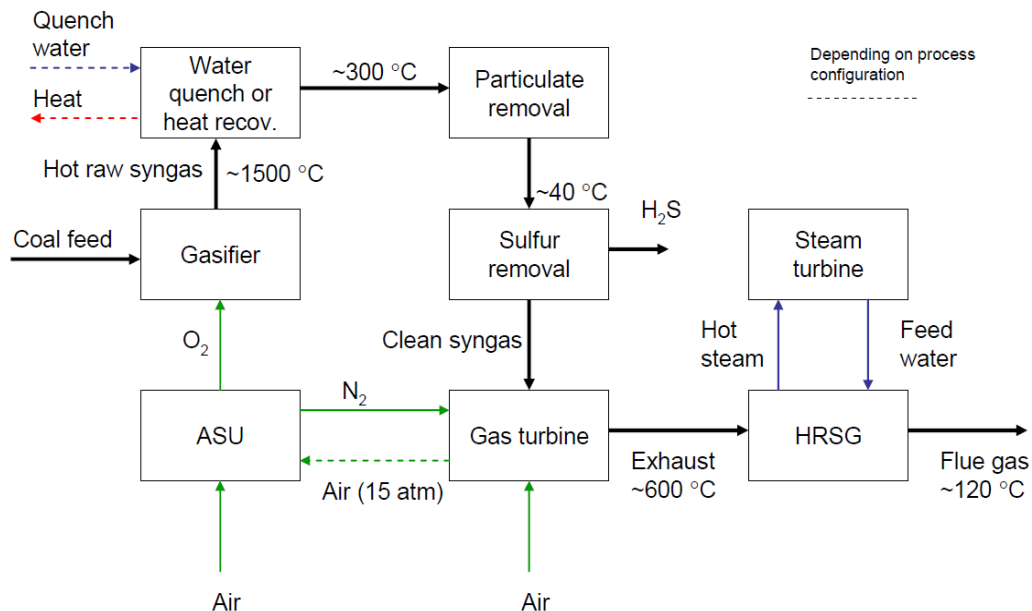 Quench
water
Heat
Water
quench or
heat recov.
~300 °C
Particulate
removal
Depending on process
configuration
Hot raw syngas
~1500 °C
~40 °C
H₂S
Coal feed
Gasifier
Sulfur
removal
Steam
turbine
O₂
Clean syngas
Hot
steam
Feed
water
N₂
ASU
Gas turbine
HRSG
Air (15 atm)
Exhaust
~600 °C
Flue gas
~120 °C
Air
Air